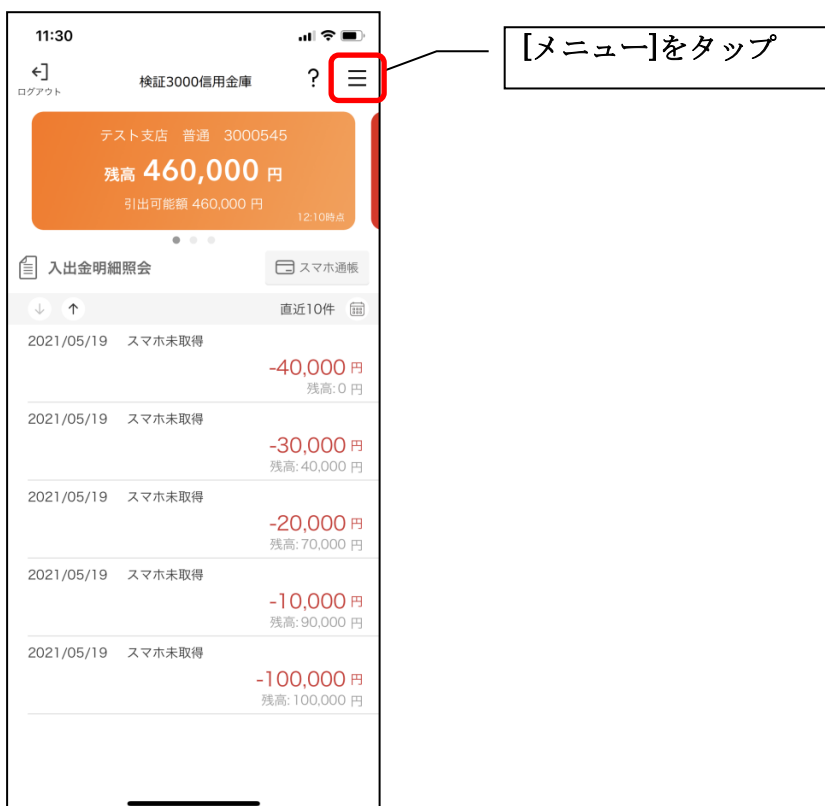 11:30
[メニュー]をタップ
ログアウト
検証3000信用金庫
?
テスト支店 普通 3000545
残高 460,000 円
引出可能額 460,000 円
12:10時点
入出金明細照会
スマホ通帳
直近10件
2021/05/19 スマホ未取得
-40,000 円
残高:0 円
2021/05/19 スマホ未取得
-30,000 円
残高:40,000 円
2021/05/19 スマホ未取得
-20,000 円
残高:70,000 円
2021/05/19 スマホ未取得
-10,000 円
残高:90,000 円
2021/05/19 スマホ未取得
-100,000 円
残高:100,000 円